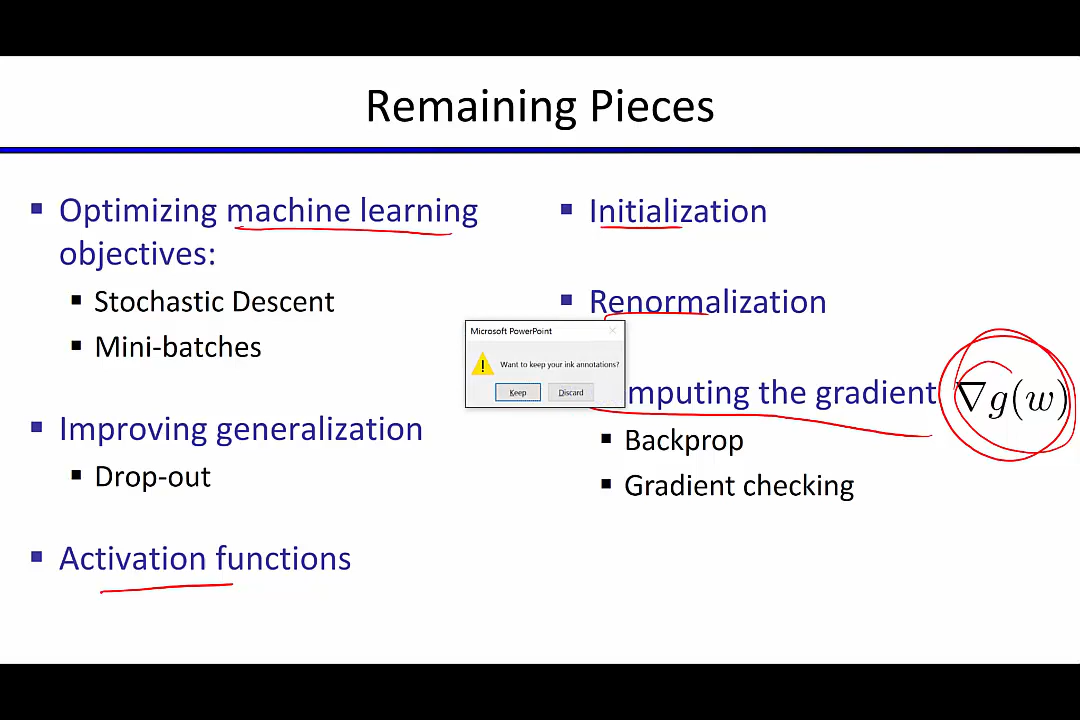 Remaining Pieces
Optimizing machine learning
objectives:
Stochastic Descent
Mini-batches
Improving generalization
Drop-out
Activation functions
Initialization
Renormalization
Microsoft PowerPoint
Want to keep your ink annotations?
Keep
Discard
mputing the gradient ∇g(w)
Backprop
Gradient checking